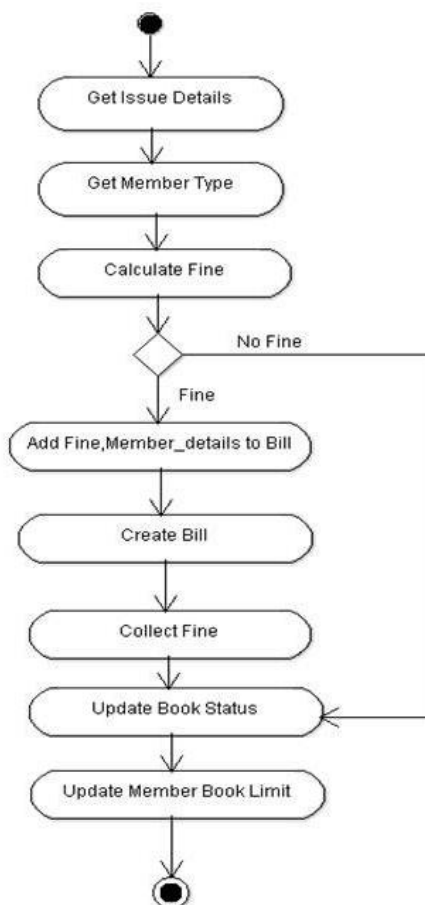 Get Issue Details
Get Member Type
Calculate Fine
No Fine
Fine
Add Fine,Member_details to Bill
Create Bill
Collect Fine
Update Book Status
Update Member Book Limit